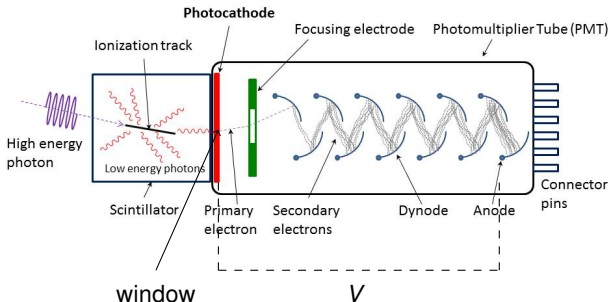 Photocathode
Ionization track
Focusing electrode
Photomultiplier Tube (PMT)
High energy
photon
Low energy photons
Scintillator
Primary
electron
Secondary
electrons
Dynode
Anode
Connector
pins
window
V